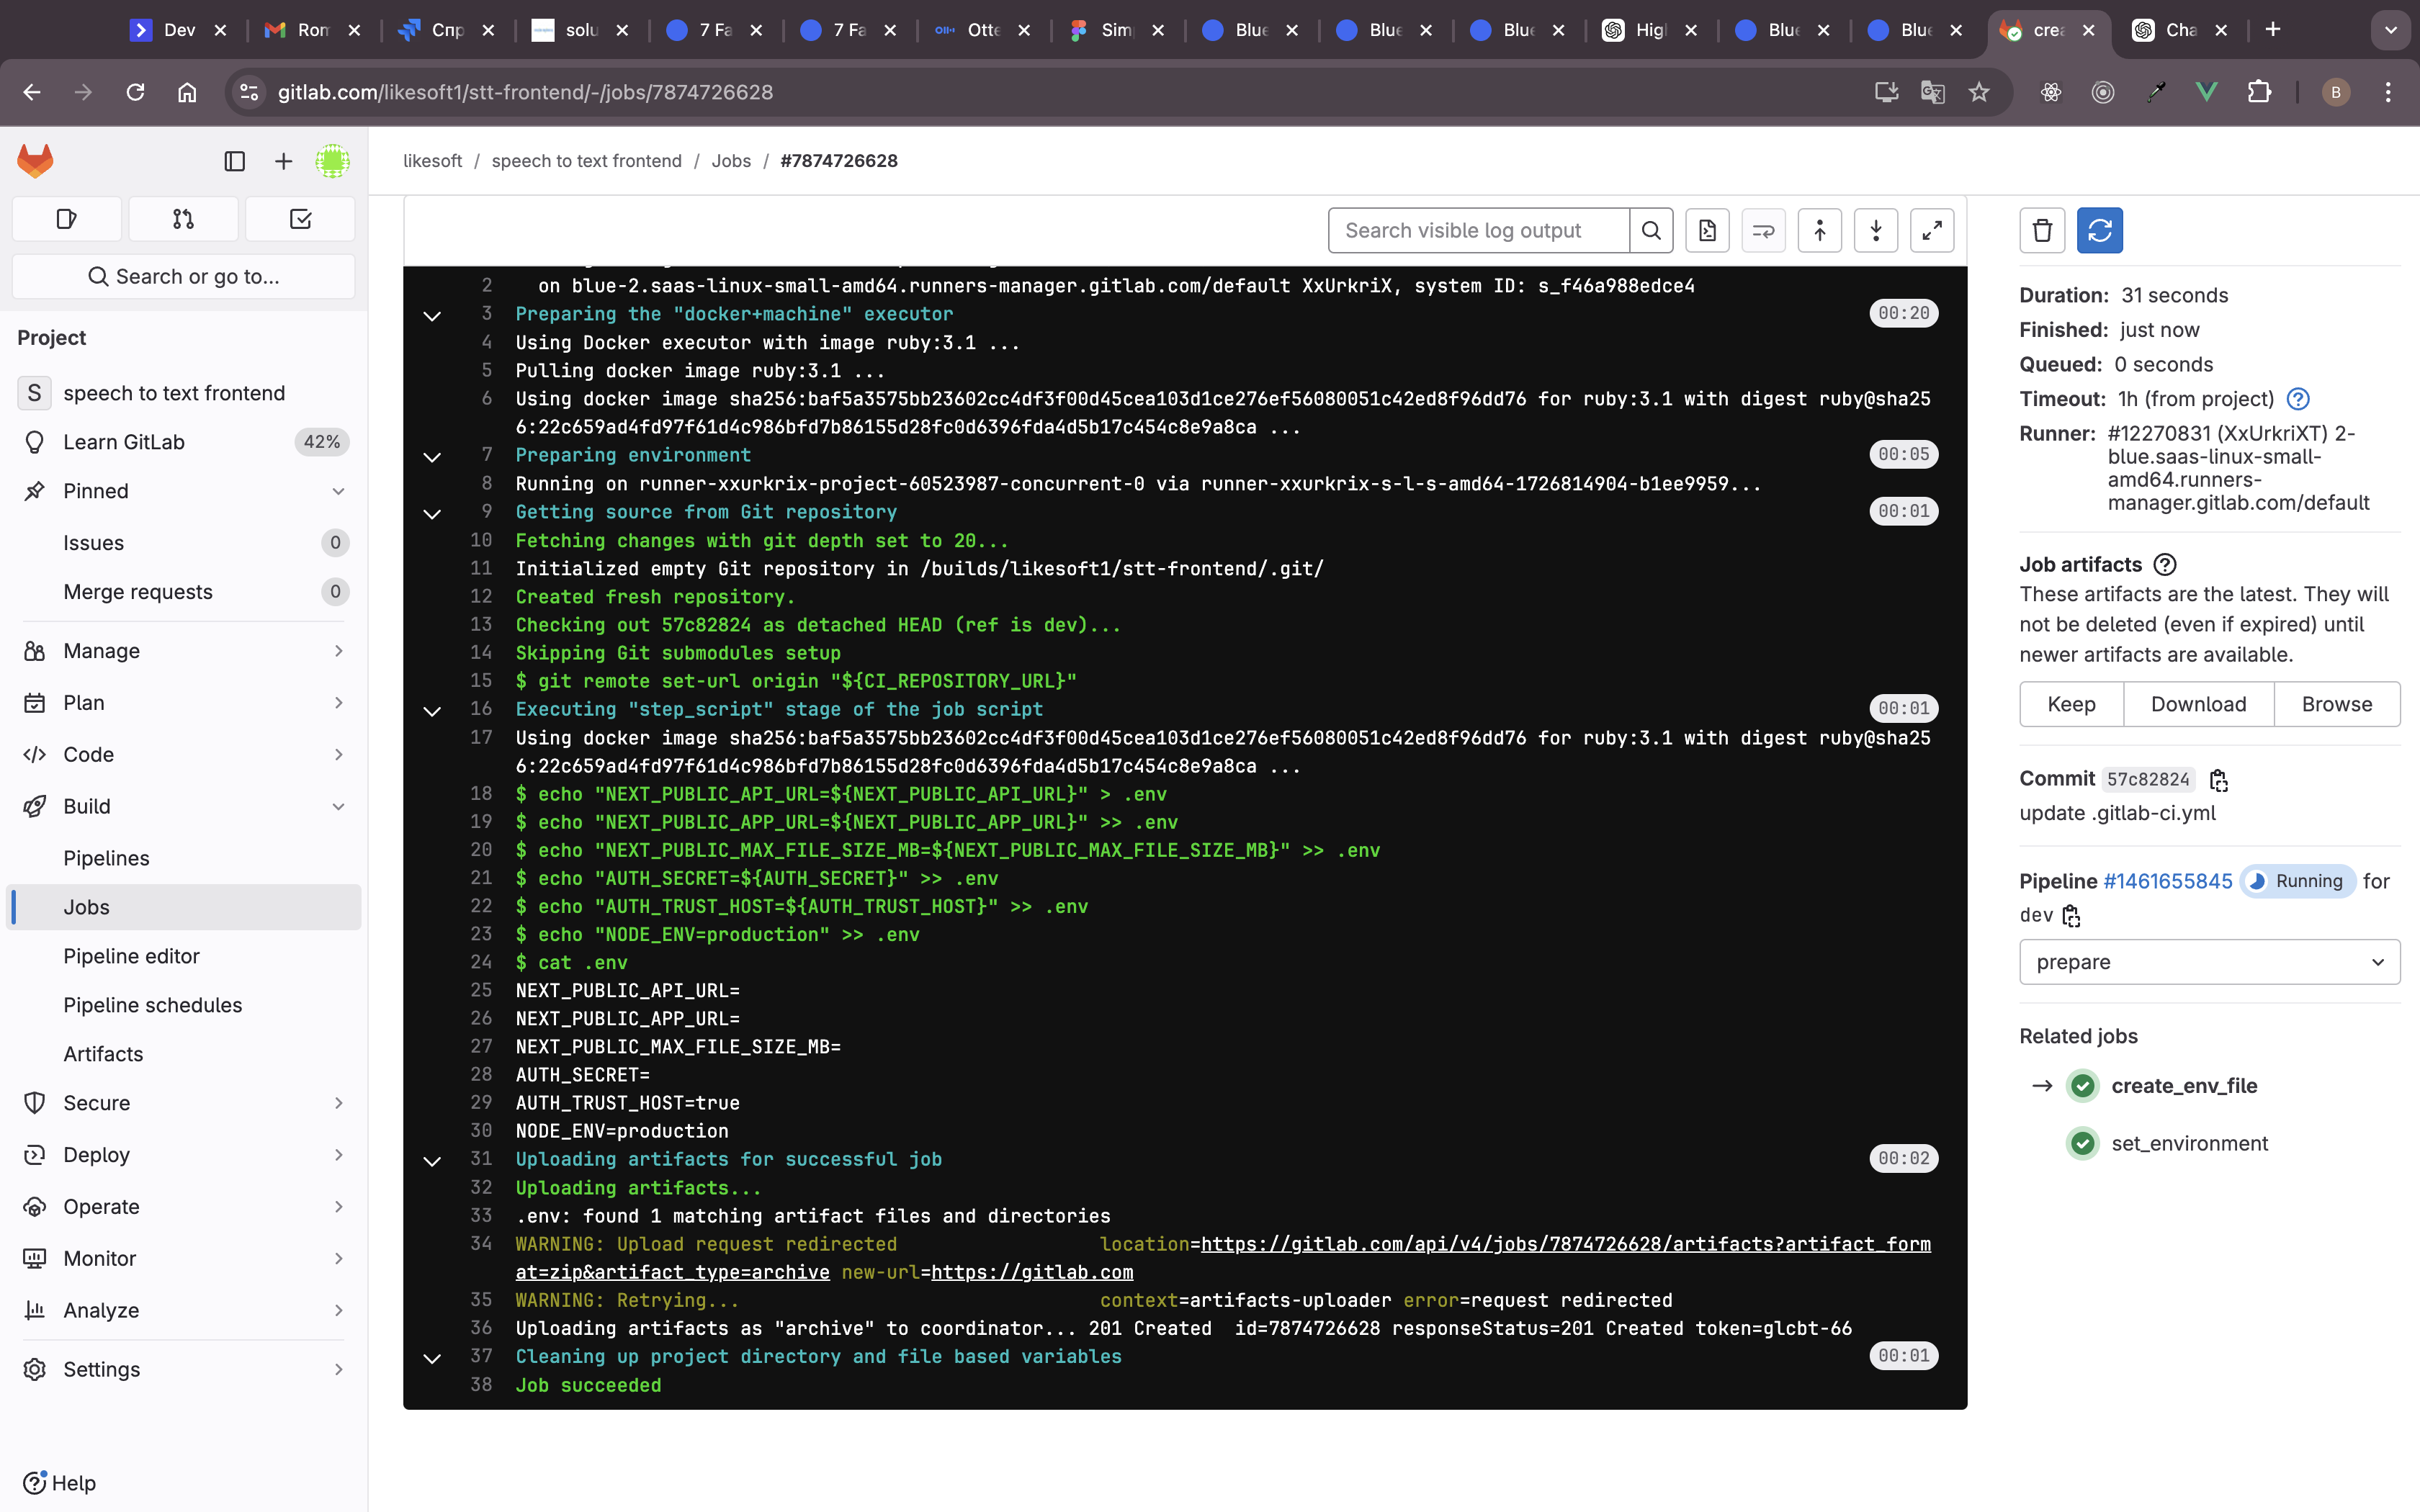 Dev
Ron
Спр
solu
7 Fa
7 Fa
Otte
Sim
Blue
Blue
Blue
High
Blue
Blue
crea
Cha
gitlab.com/likesoft1/stt-frontend/-/jobs/7874726628
B
likesoft / speech to text frontend / Jobs / #7874726628
Search or go to...
Project
S speech to text frontend
Learn GitLab 42%
Pinned
Issues 0
Merge requests 0
Manage
Plan
Code
Build
Pipelines
Jobs
Pipeline editor
Pipeline schedules
Artifacts
Secure
Deploy
Operate
Monitor
Analyze
Settings
Help
Search visible log output
2 on blue-2.saas-linux-small-amd64.runners-manager.gitlab.com/default XxUrkriX, system ID: s_f46a988edce4
3 Preparing the "docker+machine" executor 00:20
4 Using Docker executor with image ruby:3.1 ...
5 Pulling docker image ruby:3.1 ...
6 Using docker image sha256:baf5a3575bb23602cc4df3f00d45cea103d1ce276ef56080051c42ed8f96dd76 for ruby:3.1 with digest ruby@sha25
6:22c659ad4fd97f61d4c986bfd7b86155d28fc0d6396fda4d5b17c454c8e9a8ca ...
7 Preparing environment 00:05
8 Running on runner-xxurkrix-project-60523987-concurrent-0 via runner-xxurkrix-s-l-s-amd64-1726814904-b1ee9959...
9 Getting source from Git repository 00:01
10 Fetching changes with git depth set to 20...
11 Initialized empty Git repository in /builds/likesoft1/stt-frontend/.git/
12 Created fresh repository.
13 Checking out 57c82824 as detached HEAD (ref is dev)...
14 Skipping Git submodules setup
15 $ git remote set-url origin "${CI_REPOSITORY_URL}"
16 Executing "step_script" stage of the job script 00:01
17 Using docker image sha256:baf5a3575bb23602cc4df3f00d45cea103d1ce276ef56080051c42ed8f96dd76 for ruby:3.1 with digest ruby@sha25
6:22c659ad4fd97f61d4c986bfd7b86155d28fc0d6396fda4d5b17c454c8e9a8ca ...
18 $ echo "NEXT_PUBLIC_API_URL=${NEXT_PUBLIC_API_URL}" > .env
19 $ echo "NEXT_PUBLIC_APP_URL=${NEXT_PUBLIC_APP_URL}" >> .env
20 $ echo "NEXT_PUBLIC_MAX_FILE_SIZE_MB=${NEXT_PUBLIC_MAX_FILE_SIZE_MB}" >> .env
21 $ echo "AUTH_SECRET=${AUTH_SECRET}" >> .env
22 $ echo "AUTH_TRUST_HOST=${AUTH_TRUST_HOST}" >> .env
23 $ echo "NODE_ENV=production" >> .env
24 $ cat .env
25 NEXT_PUBLIC_API_URL=
26 NEXT_PUBLIC_APP_URL=
27 NEXT_PUBLIC_MAX_FILE_SIZE_MB=
28 AUTH_SECRET=
29 AUTH_TRUST_HOST=true
30 NODE_ENV=production
31 Uploading artifacts for successful job 00:02
32 Uploading artifacts...
33 .env: found 1 matching artifact files and directories
34 WARNING: Upload request redirected location=https://gitlab.com/api/v4/jobs/7874726628/artifacts?artifact_form
at=zip&artifact_type=archive new-url=https://gitlab.com
35 WARNING: Retrying... context=artifacts-uploader error=request redirected
36 Uploading artifacts as "archive" to coordinator... 201 Created id=7874726628 responseStatus=201 Created token=glcbt-66
37 Cleaning up project directory and file based variables 00:01
38 Job succeeded
Duration: 31 seconds
Finished: just now
Queued: 0 seconds
Timeout: 1h (from project)
Runner: #12270831 (XxUrkriXT) 2-
blue.saas-linux-small-
amd64.runners-
manager.gitlab.com/default
Job artifacts
These artifacts are the latest. They will
not be deleted (even if expired) until
newer artifacts are available.
Keep Download Browse
Commit 57c82824
update .gitlab-ci.yml
Pipeline #1461655845 Running for
dev
prepare
Related jobs
create_env_file
set_environment